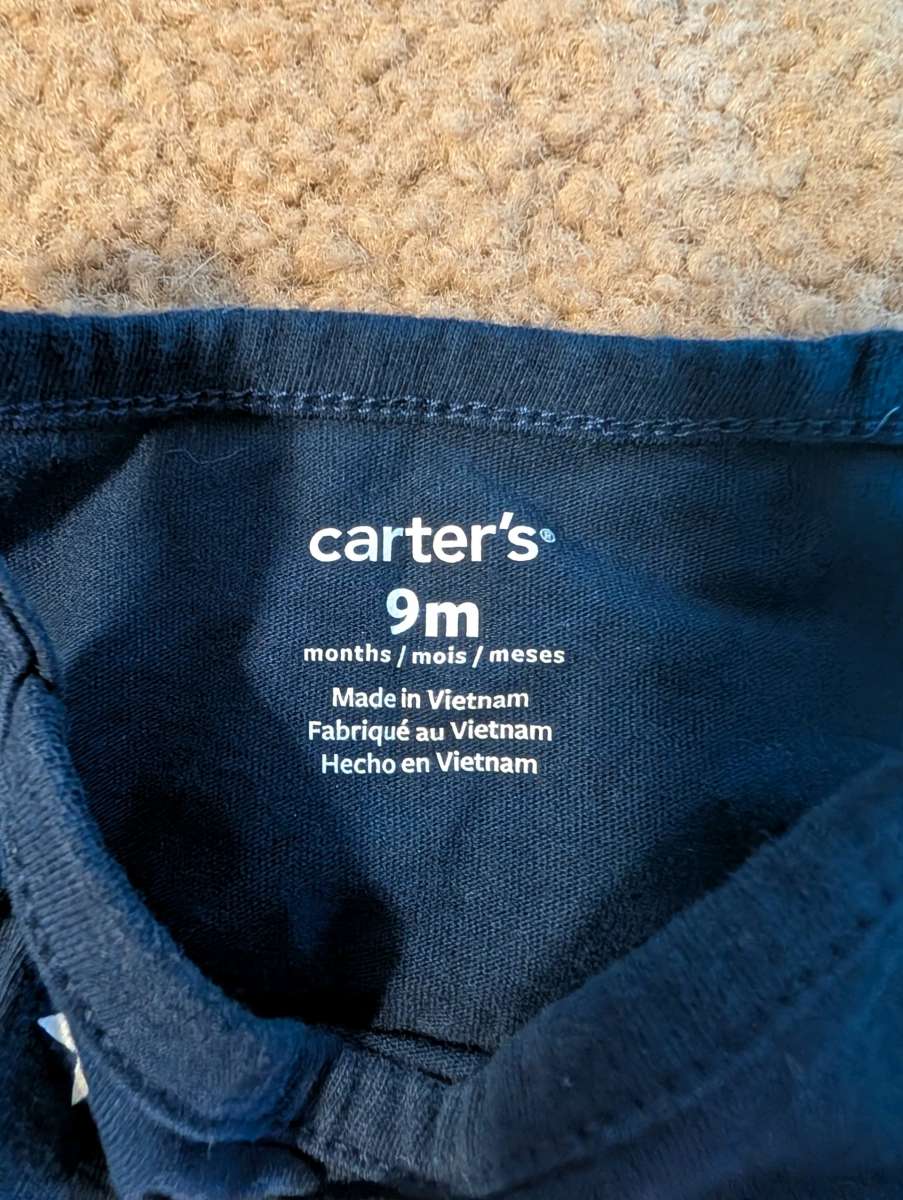 carter's®
9m
months / mois / meses
Made in Vietnam
Fabriqué au Vietnam
Hecho en Vietnam